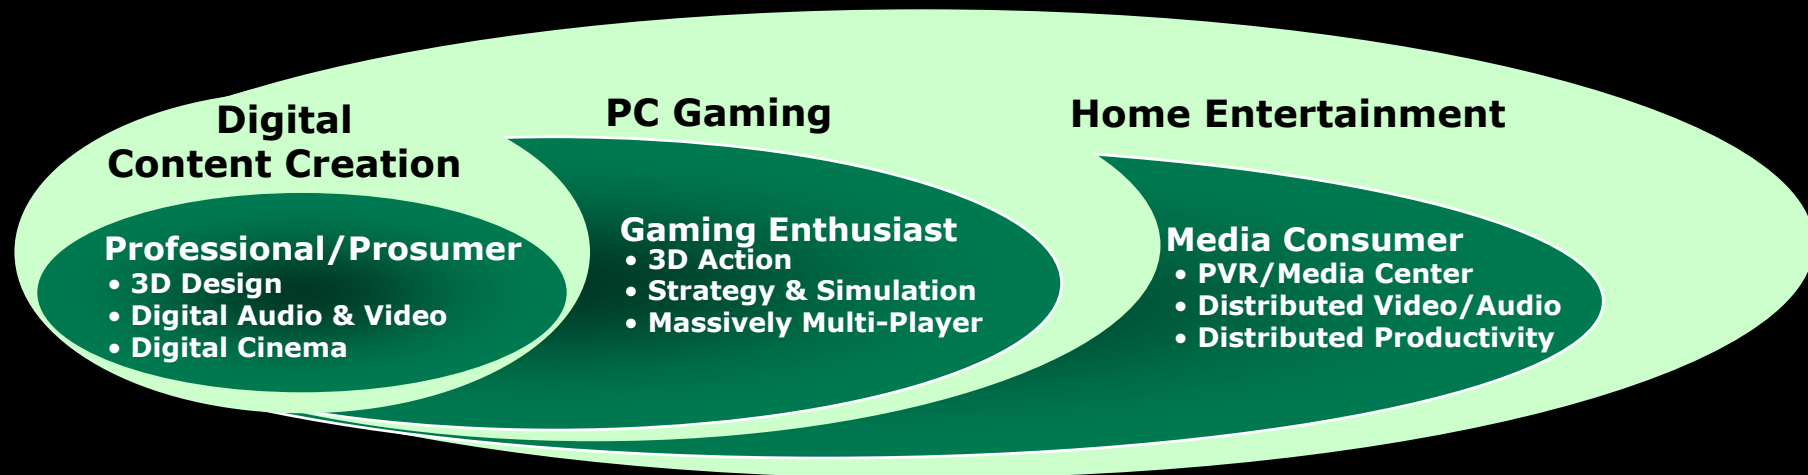 Digital
Content Creation
Professional/Prosumer
• 3D Design
• Digital Audio & Video
• Digital Cinema
PC Gaming
Gaming Enthusiast
• 3D Action
• Strategy & Simulation
• Massively Multi-Player
Home Entertainment
Media Consumer
• PVR/Media Center
• Distributed Video/Audio
• Distributed Productivity